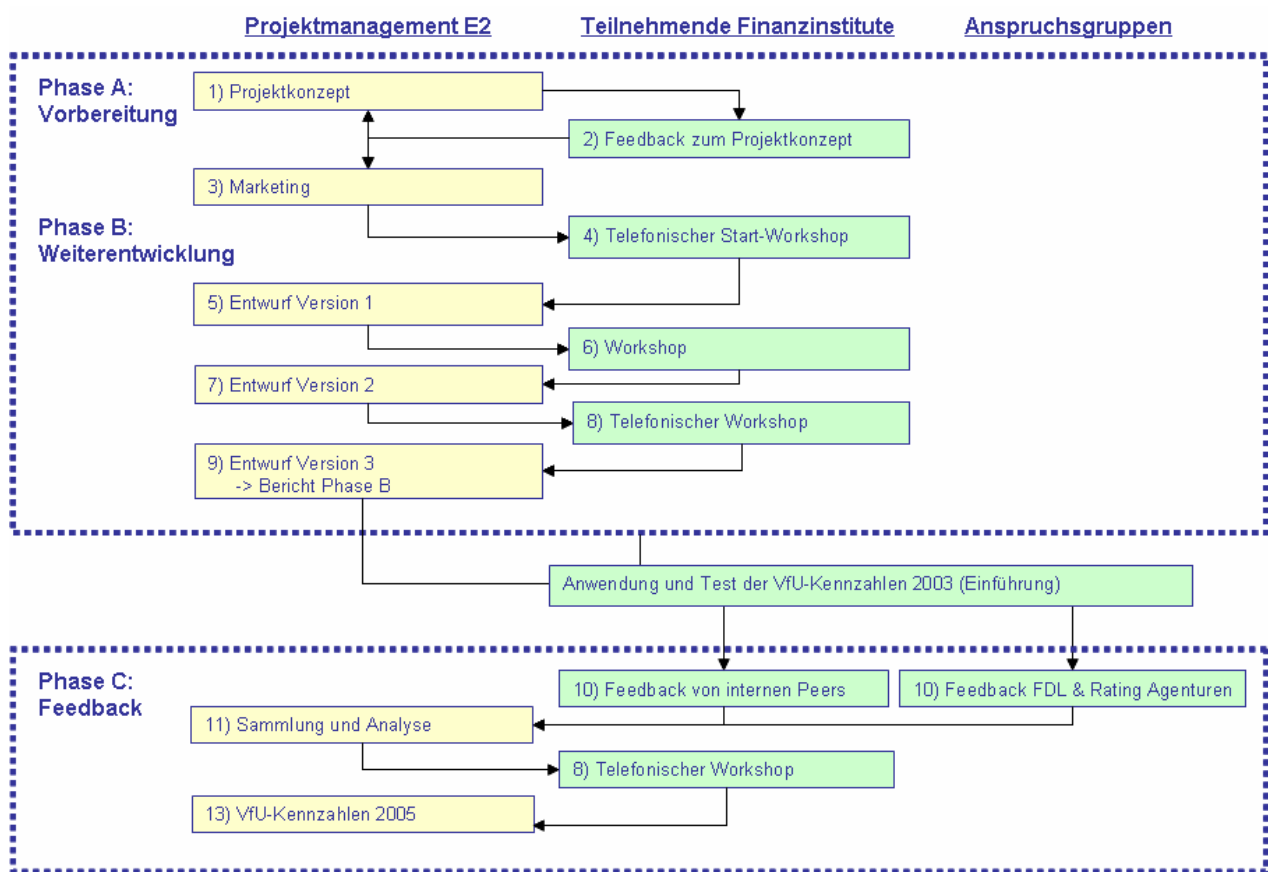 Projektmanagement E2 Teilnehmende Finanzinstitute Anspruchsgruppen
Phase A:
Vorbereitung
1) Projektkonzept
2) Feedback zum Projektkonzept
3) Marketing
Phase B:
Weiterentwicklung
4) Telefonischer Start-Workshop
5) Entwurf Version 1
6) Workshop
7) Entwurf Version 2
8) Telefonischer Workshop
9) Entwurf Version 3
-> Bericht Phase B
Anwendung und Test der VfU-Kennzahlen 2003 (Einführung)
Phase C:
Feedback
10) Feedback von internen Peers
10) Feedback FDL & Rating Agenturen
11) Sammlung und Analyse
8) Telefonischer Workshop
13) VfU-Kennzahlen 2005